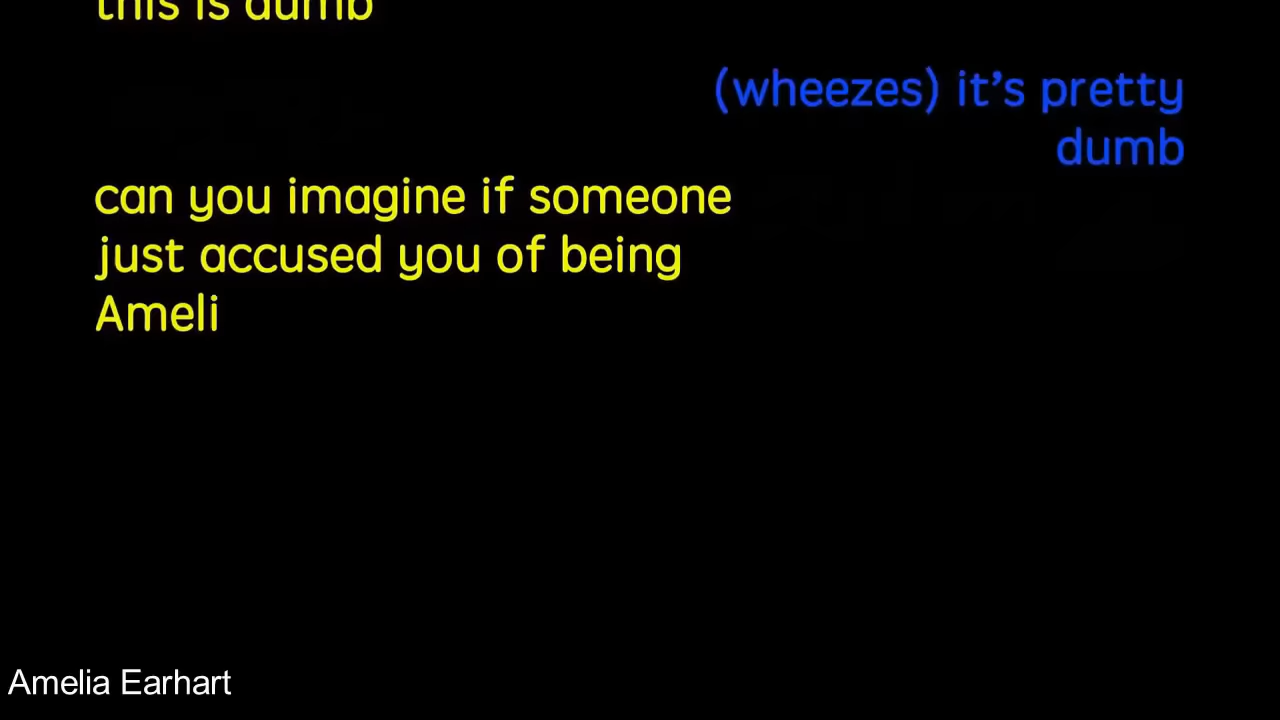 this is dumb
(wheezes) it’s pretty
dumb
can you imagine if someone
just accused you of being
Ameli
Amelia Earhart